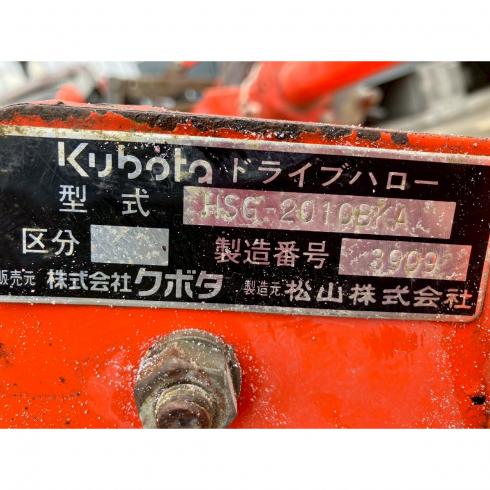 Kubota ドライブハロー
型式 HSG-2010BKA
区分 製造番号 3909
販売元 株式会社クボタ 製造元 松山株式会社